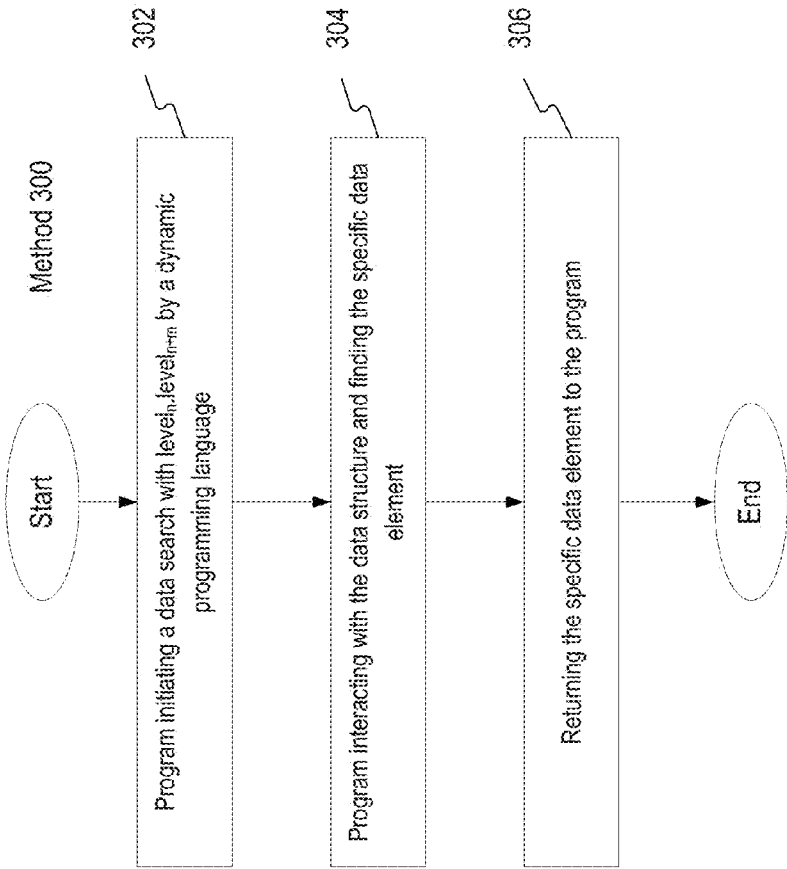 Method 300
Start
Program initiating a data search with levelₙ.levelₙ₊ₘ by a dynamic
programming language
302
Program interacting with the data structure and finding the specific data
element
304
Returning the specific data element to the program
306
End